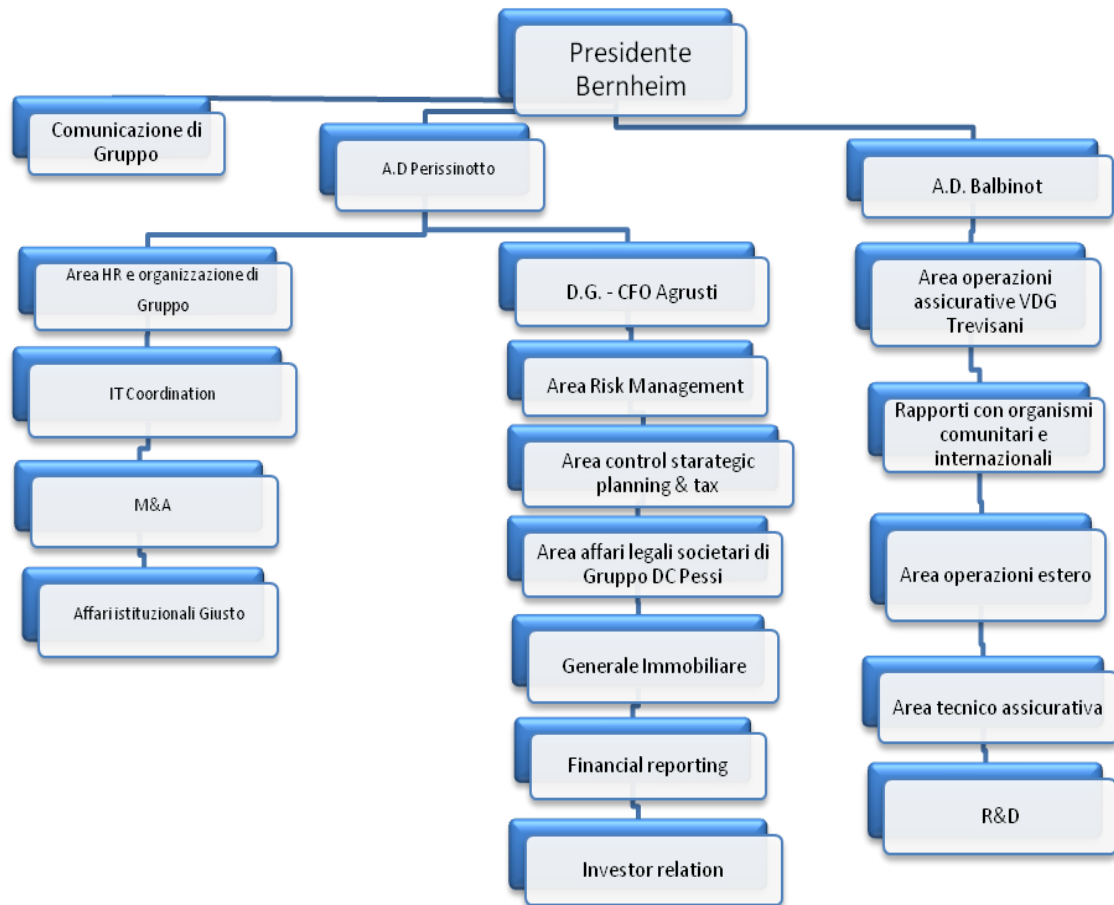 Presidente
Bernheim
Comunicazione di
Gruppo
A.D Perissinotto
A.D. Balbinot
Area HR e organizzazione di
Gruppo
D.G. - CFO Agrusti
Area operazioni
assicurative VDG
Trevisani
IT Coordination
Area Risk Management
Rapporti con organismi
comunitari e
internazionali
M&A
Area control starategic
planning & tax
Area operazioni estero
Affari istituzionali Giusto
Area affari legali societari di
Gruppo DC Pessi
Generale Immobiliare
Area tecnico assicurativa
Financial reporting
R&D
Investor relation